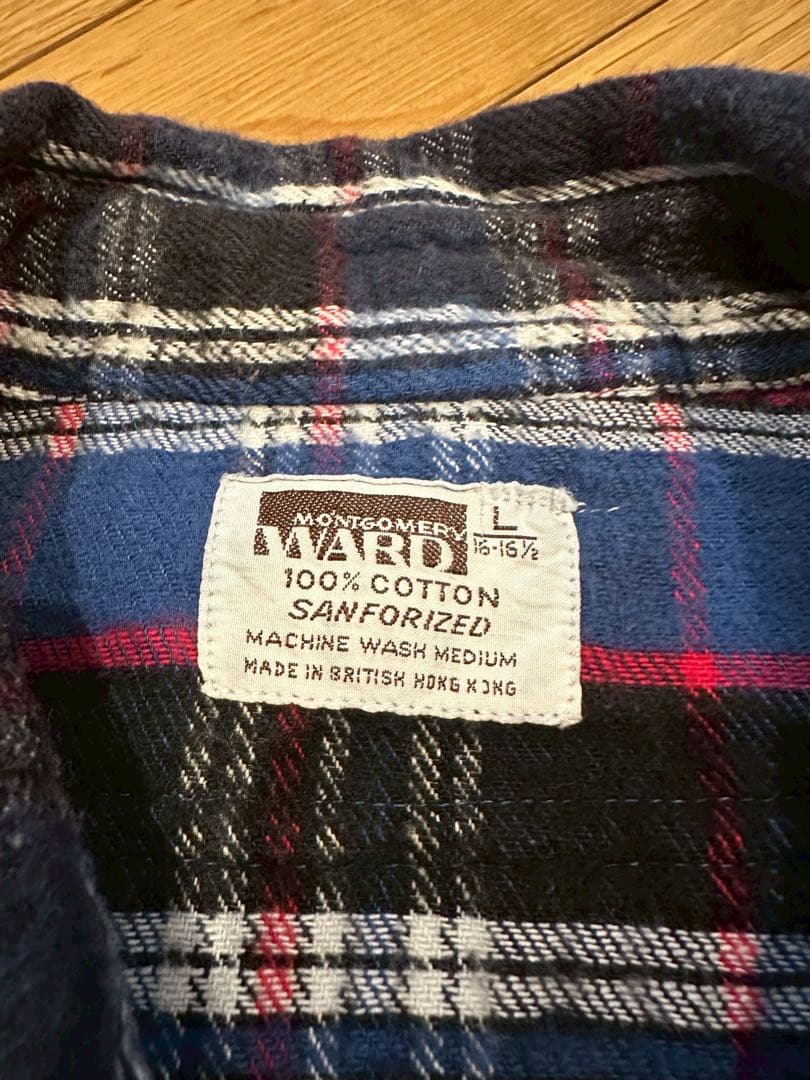 MONTGOMERY
WARD
L
16-16½
100% COTTON
SANFORIZED
MACHINE WASH MEDIUM
MADE IN BRITISH HONG KONG